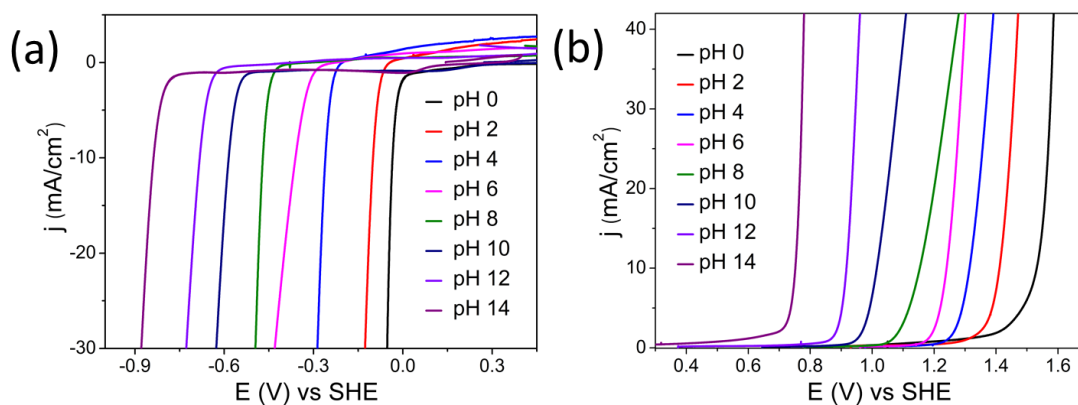 (a)
0
-10
-20
-30
j (mA/cm²)
-0.9
-0.6
-0.3
0.0
0.3
E (V) vs SHE
pH 0
pH 2
pH 4
pH 6
pH 8
pH 10
pH 12
pH 14
(b)
40
30
20
10
0
j (mA/cm²)
0.4
0.6
0.8
1.0
1.2
1.4
1.6
E (V) vs SHE
pH 0
pH 2
pH 4
pH 6
pH 8
pH 10
pH 12
pH 14